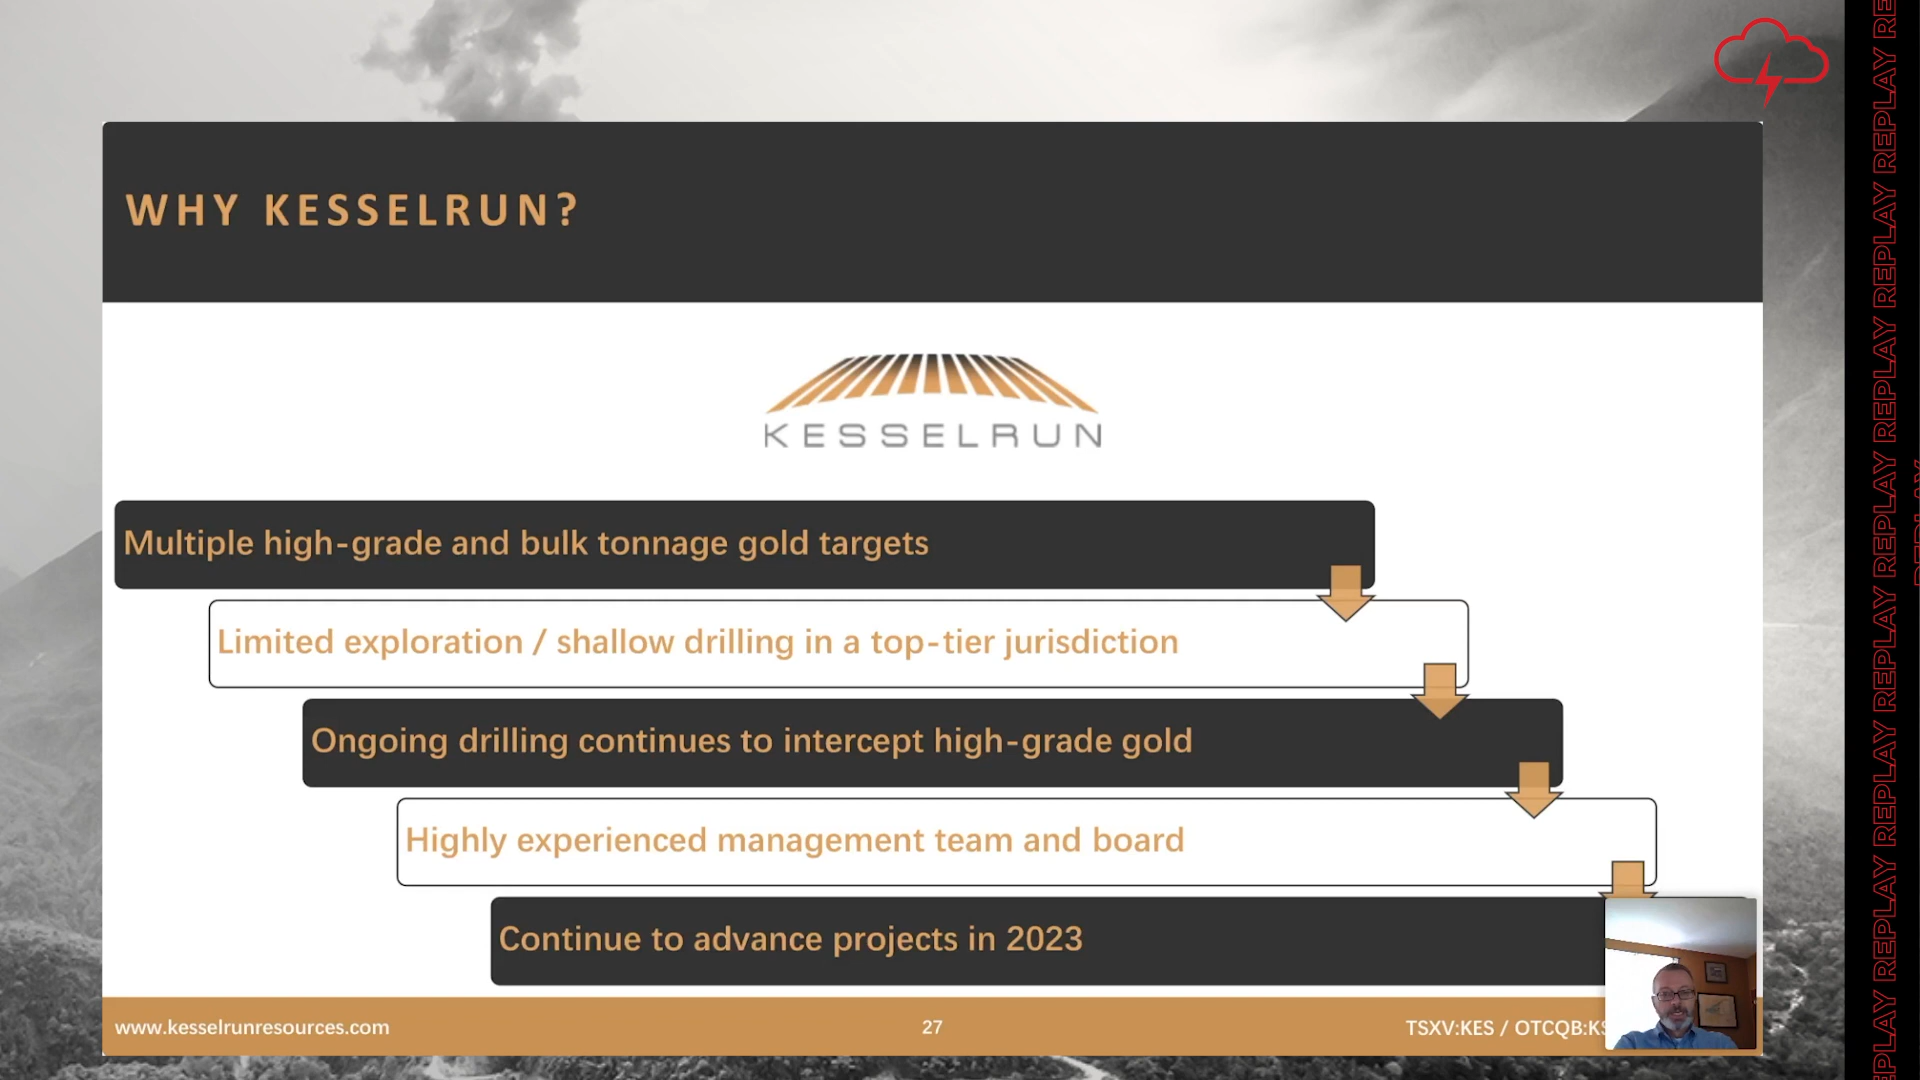 WHY KESSELRUN?
KESSELRUN
Multiple high-grade and bulk tonnage gold targets
Limited exploration / shallow drilling in a top-tier jurisdiction
Ongoing drilling continues to intercept high-grade gold
Highly experienced management team and board
Continue to advance projects in 2023
www.kesselrunresources.com
27
TSXV:KES / OTCQB:KS
REPLAY REPLAY REPLAY REPLAY REPLAY REPLAY REPLAY
REPLAY